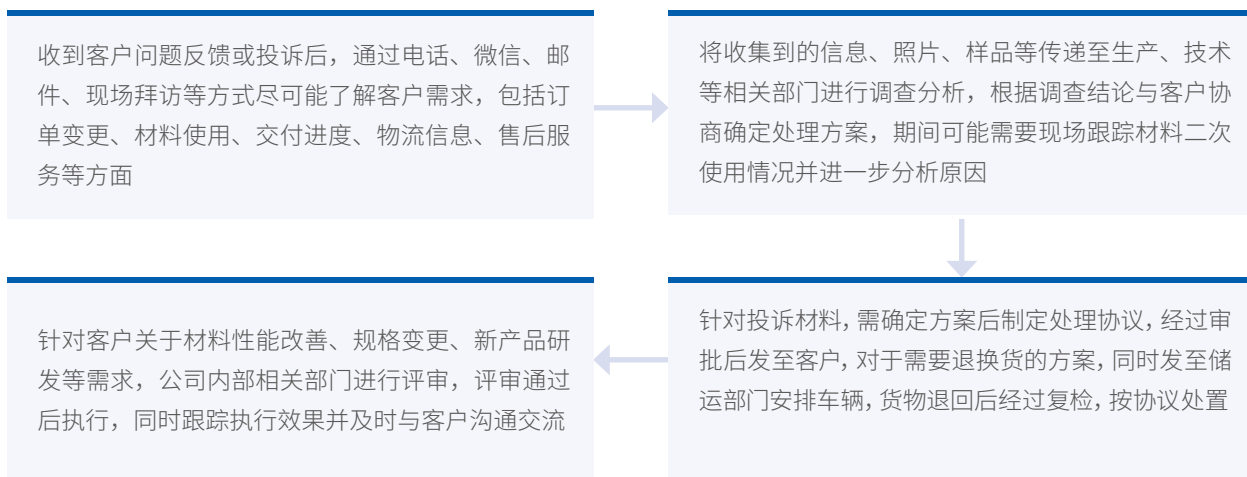 收到客户问题反馈或投诉后，通过电话、微信、邮
件、现场拜访等方式尽可能了解客户需求，包括订
单变更、材料使用、交付进度、物流信息、售后服
务等方面
将收集到的信息、照片、样品等传递至生产、技术
等相关部门进行调查分析，根据调查结论与客户协
商确定处理方案，期间可能需要现场跟踪材料二次
使用情况并进一步分析原因
针对投诉材料，需确定方案后制定处理协议，经过审
批后发至客户，对于需要退换货的方案，同时发至储
运部门安排车辆，货物退回后经过复检，按协议处置
针对客户关于材料性能改善、规格变更、新产品研
发等需求，公司内部相关部门进行评审，评审通过
后执行，同时跟踪执行效果并及时与客户沟通交流